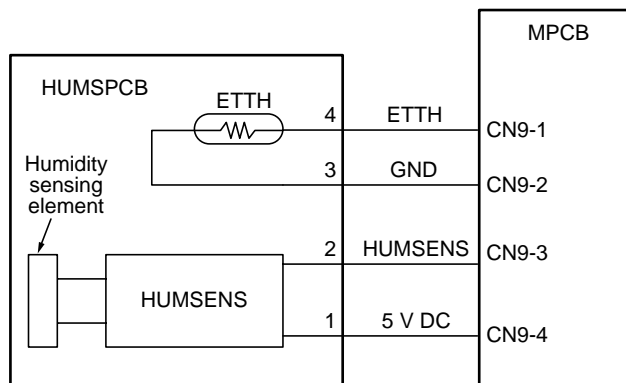 MPCB
HUMSPCB
ETTH
4
ETTH
CN9-1
3
GND
CN9-2
Humidity
sensing
element
2
HUMSENS
CN9-3
HUMSENS
1
5 V DC
CN9-4